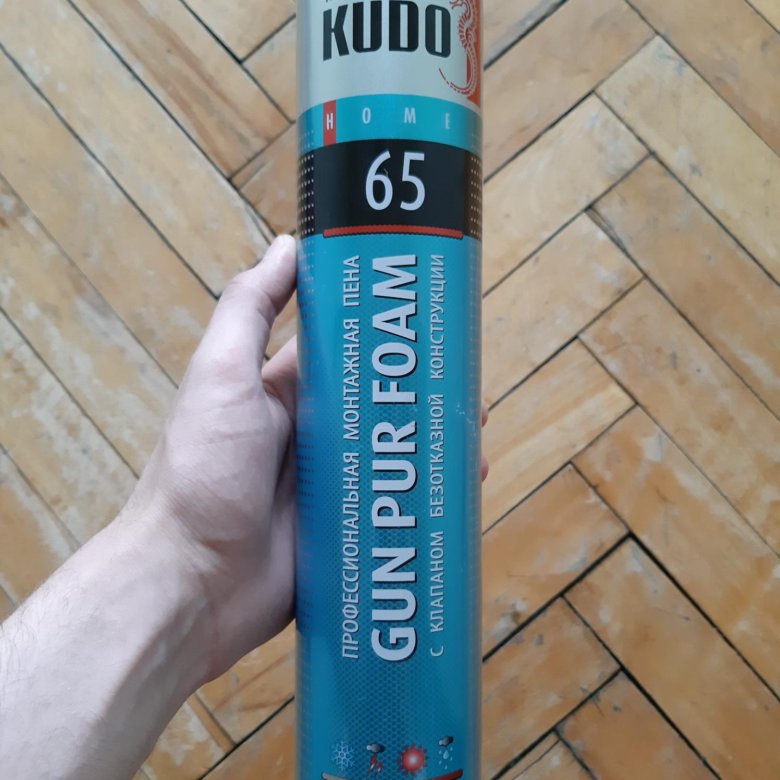 KUDO
HOME
65
ПРОФЕССИОНАЛЬНАЯ МОНТАЖНАЯ ПЕНА
GUN PUR FOAM
С КЛАПАНОМ БЕЗОТКАЗНОЙ КОНСТРУКЦИИ